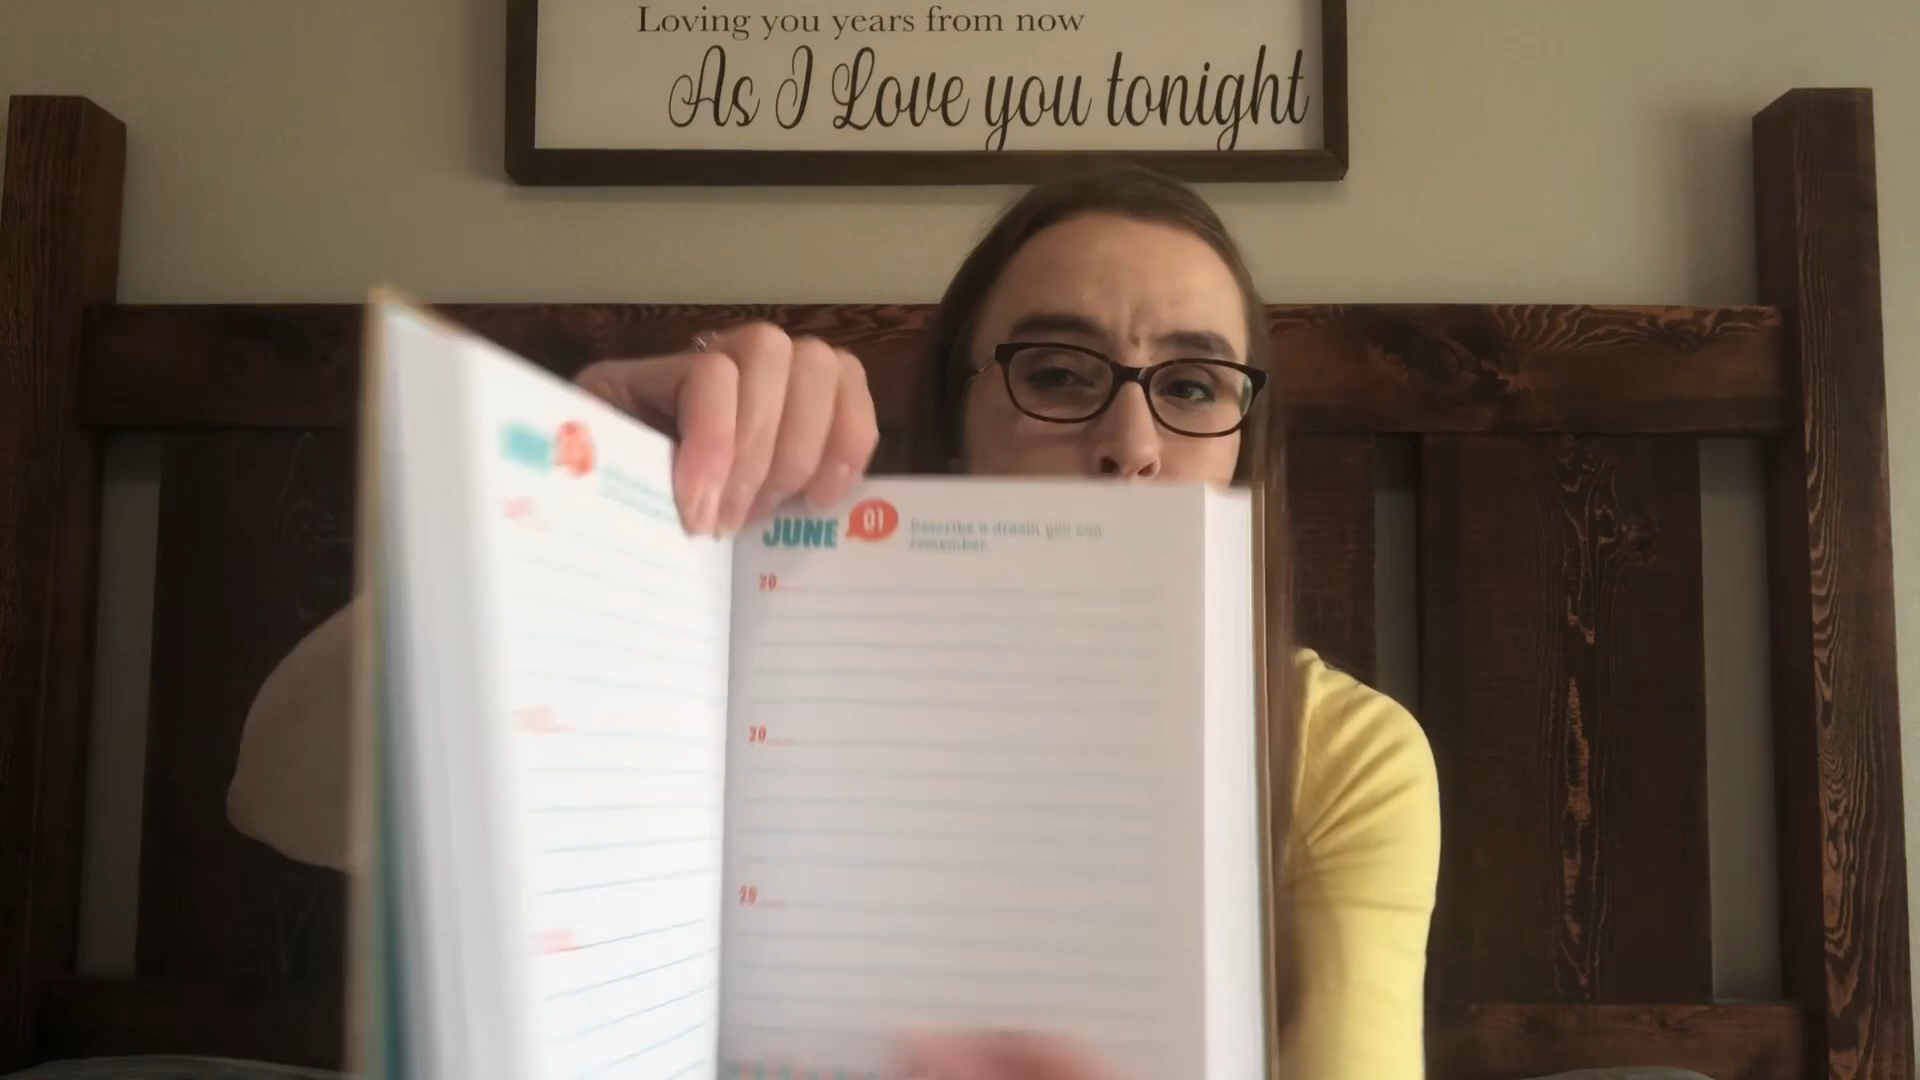 Loving you years from now
As I Love you tonight
JUNE 01 Describe a dream you can
remember.
20
20
20